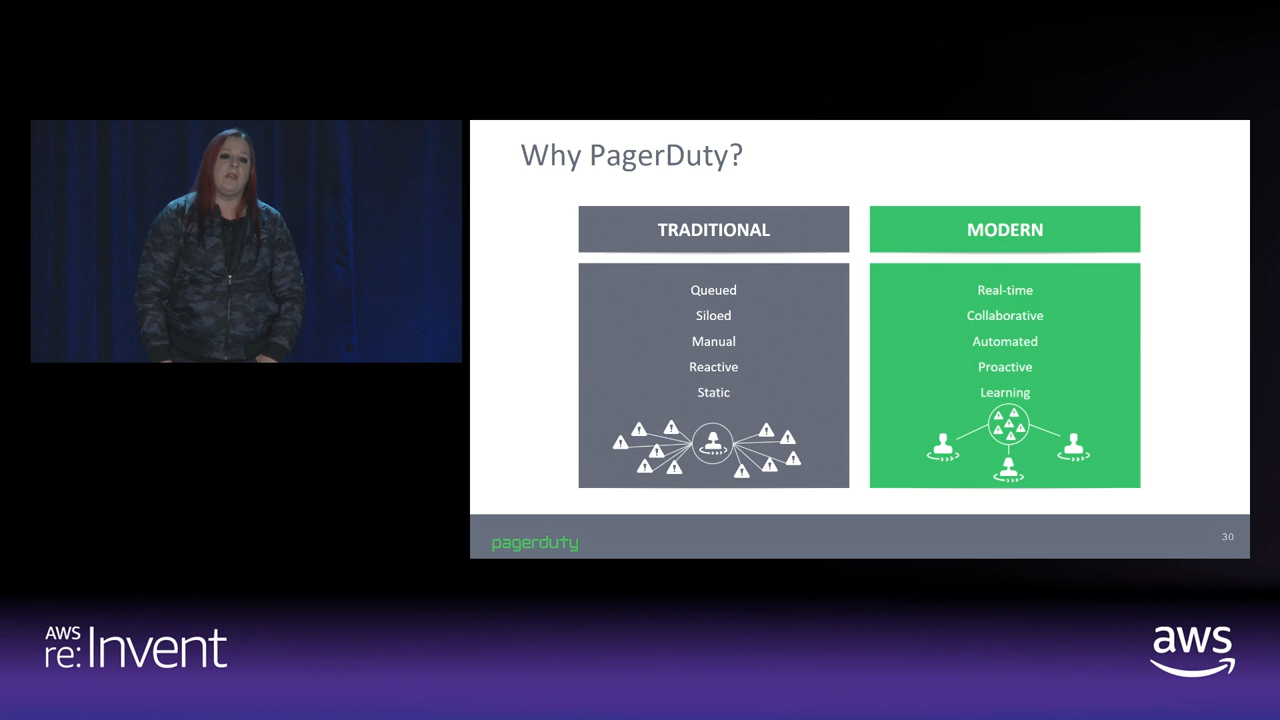 Why PagerDuty?
TRADITIONAL
Queued
Siloed
Manual
Reactive
Static
MODERN
Real-time
Collaborative
Automated
Proactive
Learning
pagerduty
30
AWS
re:Invent
aws